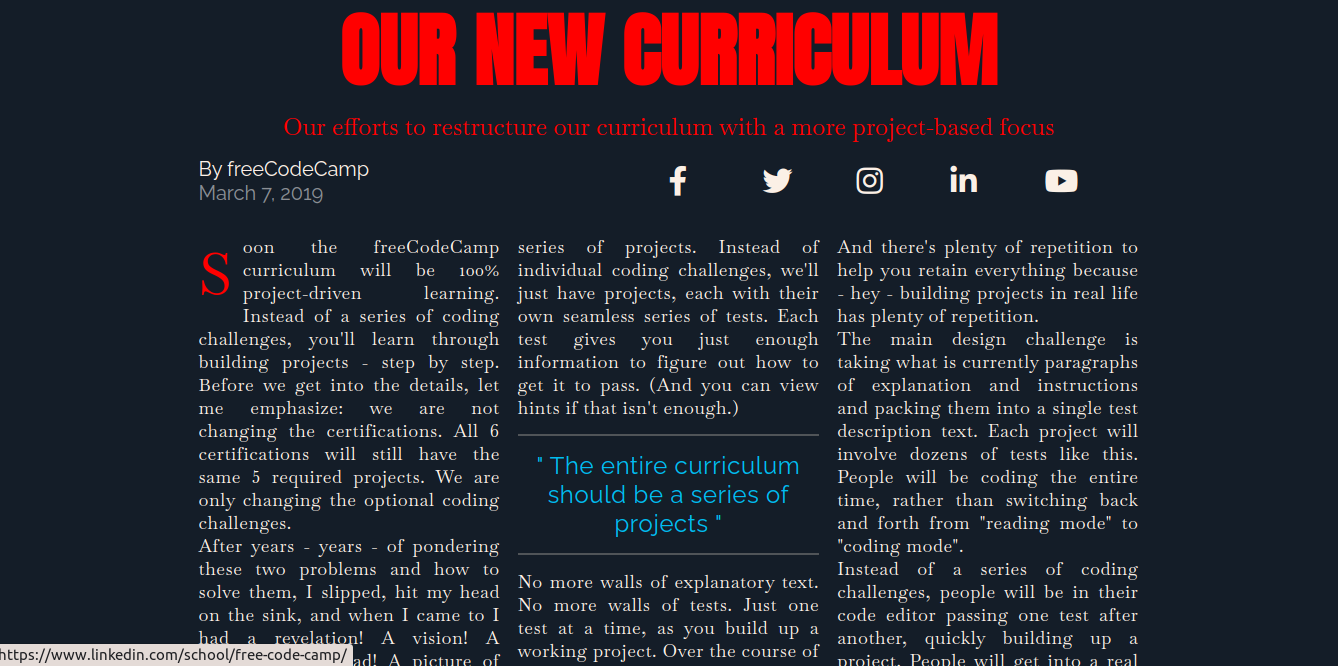 OUR NEW CURRICULUM
Our efforts to restructure our curriculum with a more project-based focus
By freeCodeCamp
March 7, 2019
Soon the freeCodeCamp
curriculum will be 100%
project-driven learning.
Instead of a series of coding
challenges, you'll learn through
building projects - step by step.
Before we get into the details, let
me emphasize: we are not
changing the certifications. All 6
certifications will still have the
same 5 required projects. We are
only changing the optional coding
challenges.
After years - years - of pondering
these two problems and how to
solve them, I slipped, hit my head
on the sink, and when I came to I
had a revelation! A vision! A
ad! A picture of
series of projects. Instead of
individual coding challenges, we'll
just have projects, each with their
own seamless series of tests. Each
test gives you just enough
information to figure out how to
get it to pass. (And you can view
hints if that isn't enough.)
" The entire curriculum
should be a series of
projects "
No more walls of explanatory text.
No more walls of tests. Just one
test at a time, as you build up a
working project. Over the course of
And there's plenty of repetition to
help you retain everything because
- hey - building projects in real life
has plenty of repetition.
The main design challenge is
taking what is currently paragraphs
of explanation and instructions
and packing them into a single test
description text. Each project will
involve dozens of tests like this.
People will be coding the entire
time, rather than switching back
and forth from "reading mode" to
"coding mode".
Instead of a series of coding
challenges, people will be in their
code editor passing one test after
another, quickly building up a
project. People will get into a real
https://www.linkedin.com/school/free-code-camp/